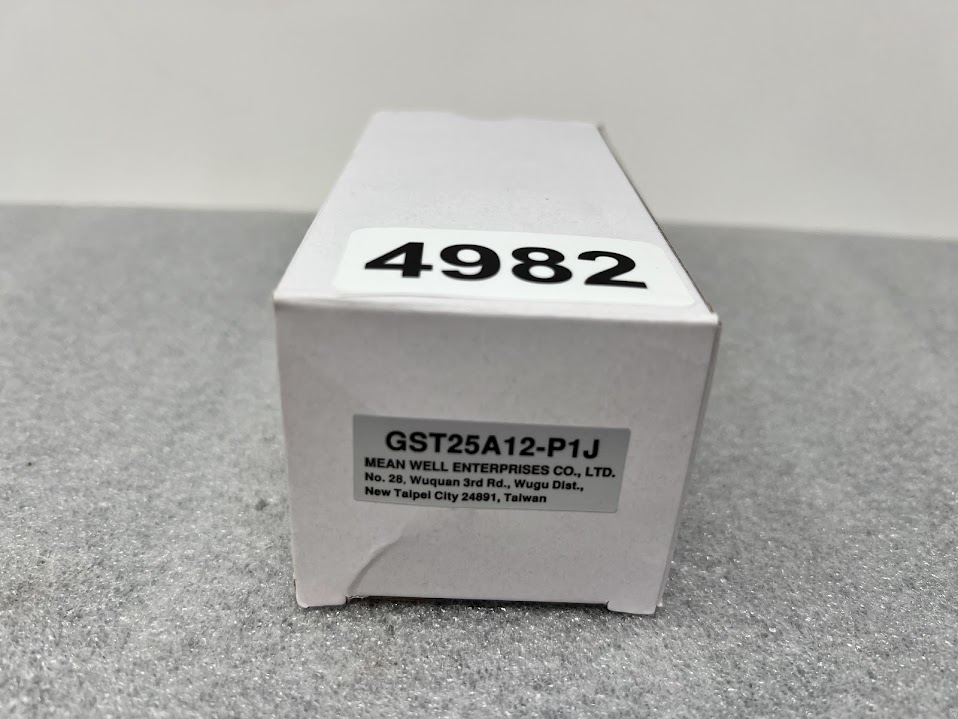 4982
GST25A12-P1J
MEAN WELL ENTERPRISES CO., LTD.
No. 28, Wuquan 3rd Rd., Wugu Dist.,
New Taipei City 24891, Taiwan